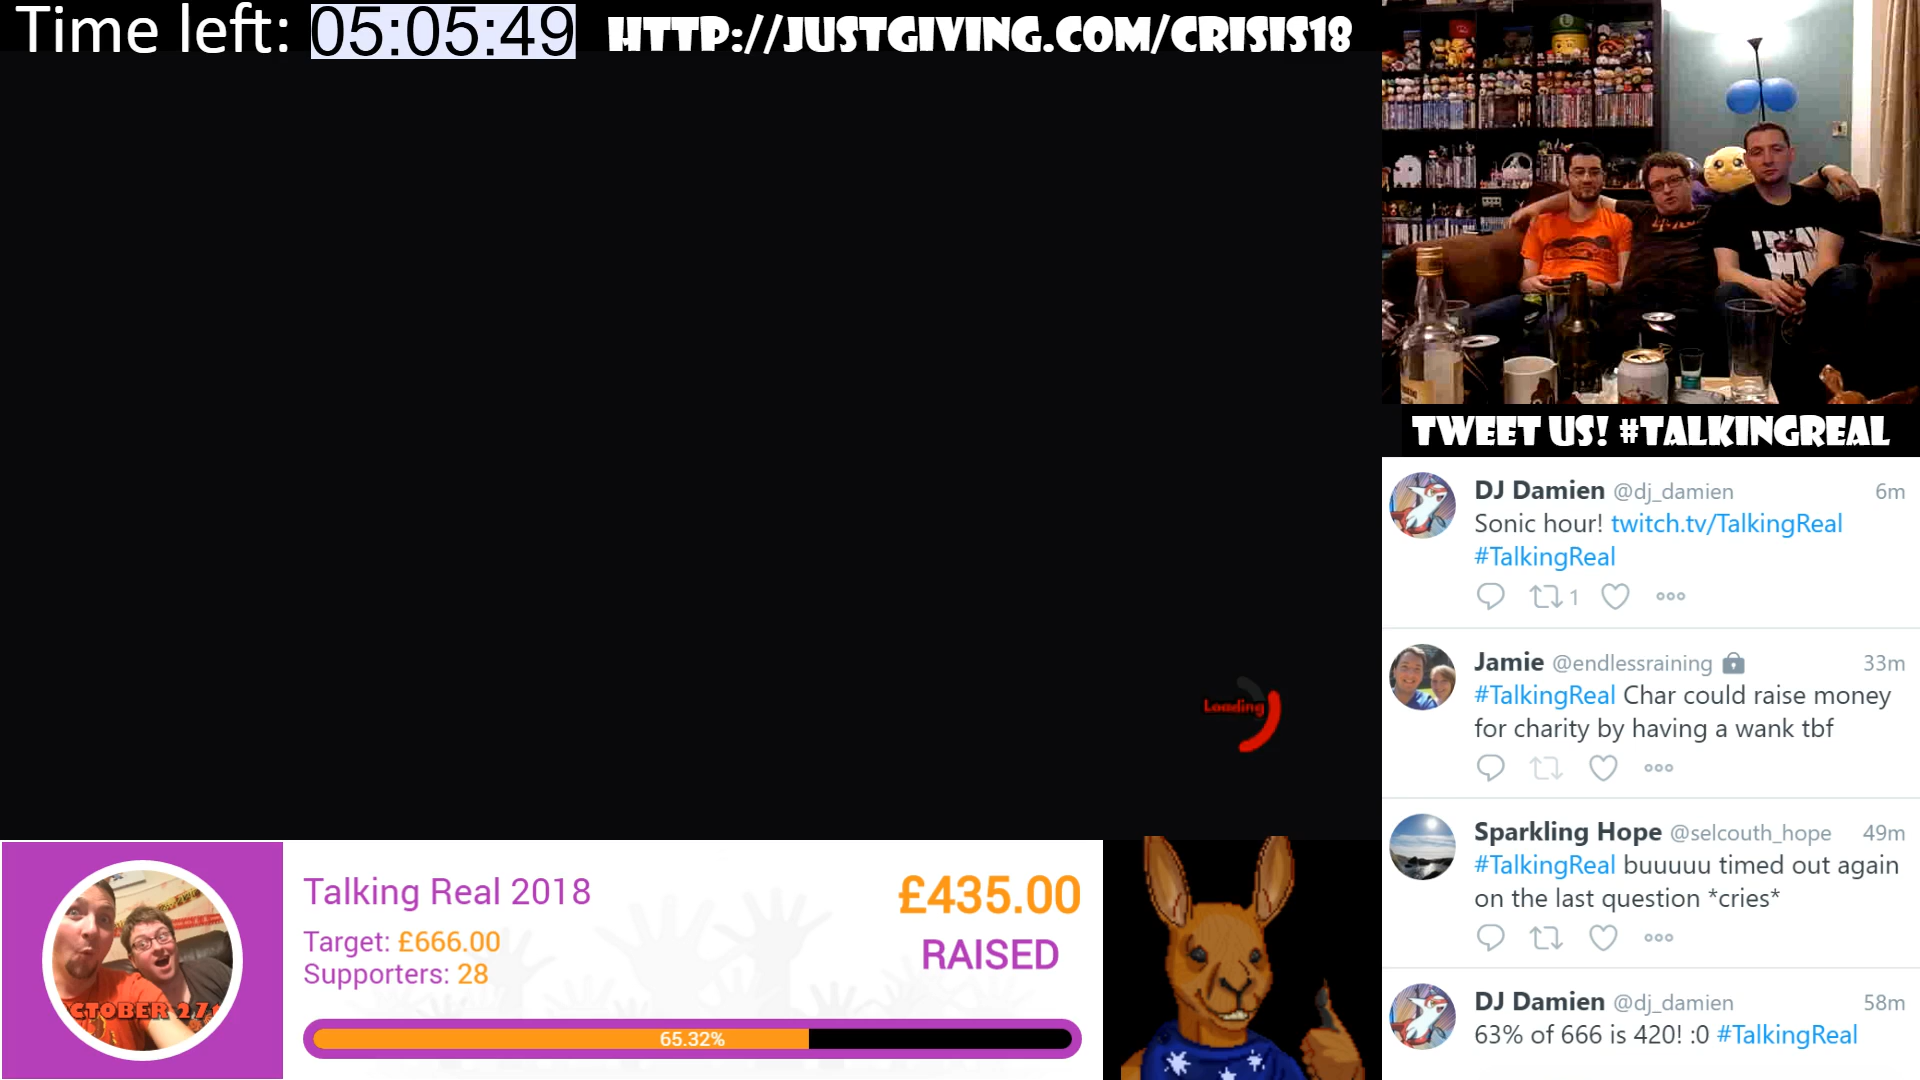 Time left: 05:05:49
HTTP://JUSTGIVING.COM/CRISIS18
TWEET US! #TALKINGREAL
DJ Damien @dj_damien 6m
Sonic hour! twitch.tv/TalkingReal
#TalkingReal
1
Jamie @endlessraining 33m
#TalkingReal Char could raise money
for charity by having a wank tbf
Sparkling Hope @selcouth_hope 49m
#TalkingReal buuuuu timed out again
on the last question *cries*
DJ Damien @dj_damien 58m
63% of 666 is 420! :0 #TalkingReal
Loading
CTOBER 27
Talking Real 2018
Target: £666.00
Supporters: 28
£435.00
RAISED
65.32%